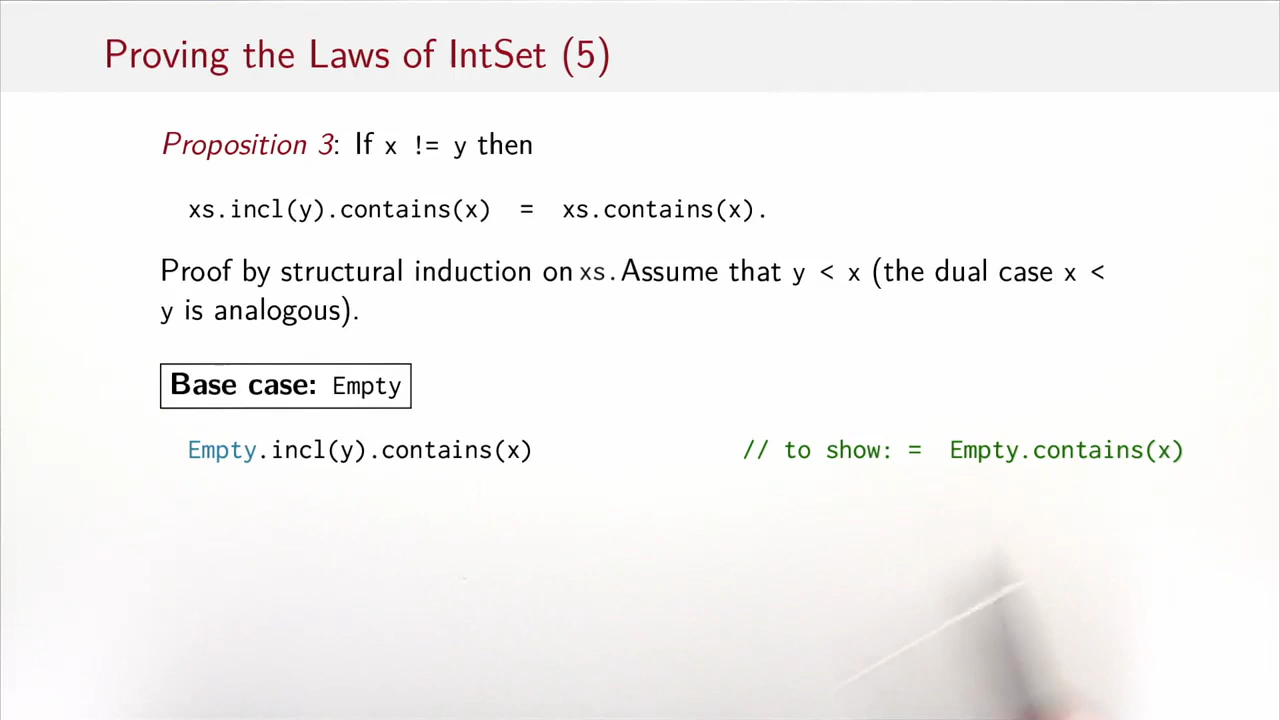 Proving the Laws of IntSet (5)
Proposition 3: If x != y then
xs.incl(y).contains(x) = xs.contains(x).
Proof by structural induction on xs. Assume that y < x (the dual case x <
y is analogous).
Base case: Empty
Empty.incl(y).contains(x) // to show: = Empty.contains(x)